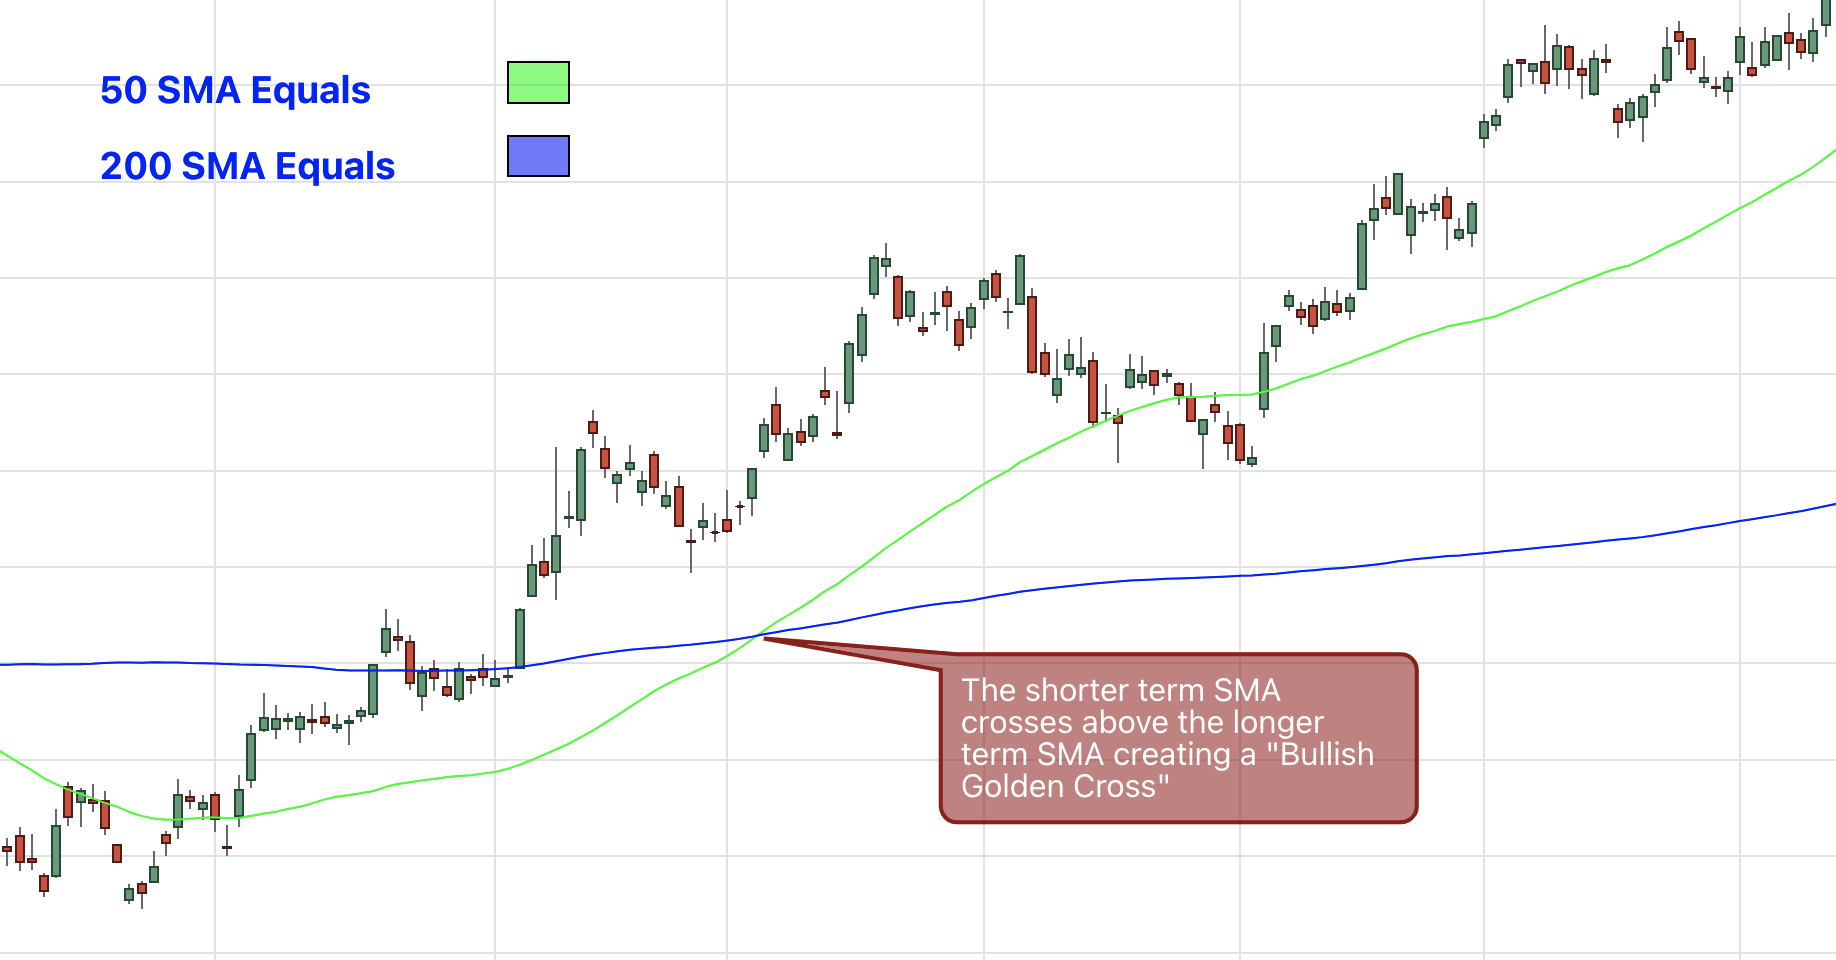 50 SMA Equals
200 SMA Equals
The shorter term SMA
crosses above the longer
term SMA creating a "Bullish
Golden Cross"